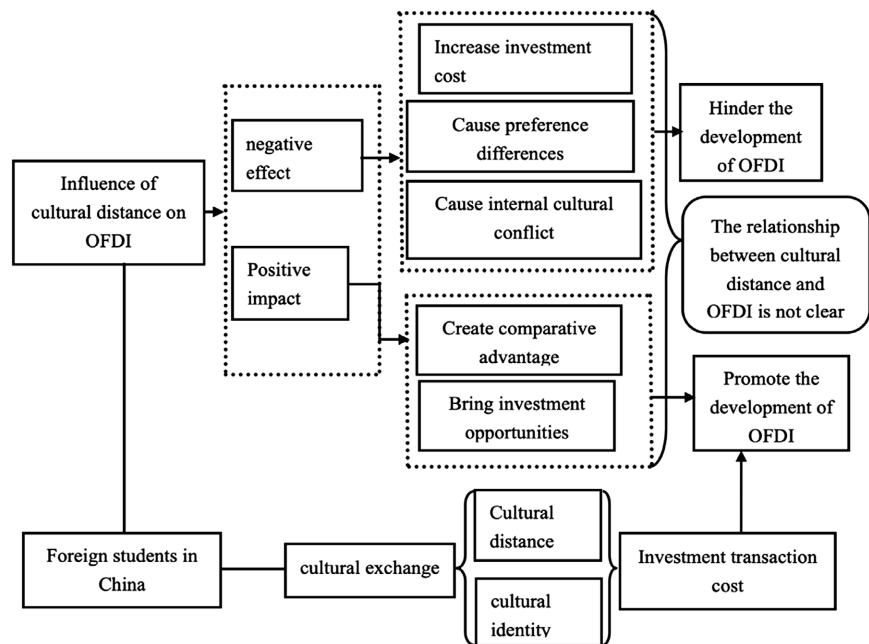 Influence of
cultural distance on
OFDI
negative
effect
Positive
impact
Increase investment
cost
Cause preference
differences
Cause internal cultural
conflict
Create comparative
advantage
Bring investment
opportunities
Hinder the
development
of OFDI
The relationship
between cultural
distance and
OFDI is not clear
Promote the
development of
OFDI
Foreign students in
China
cultural exchange
Cultural
distance
cultural
identity
Investment transaction
cost